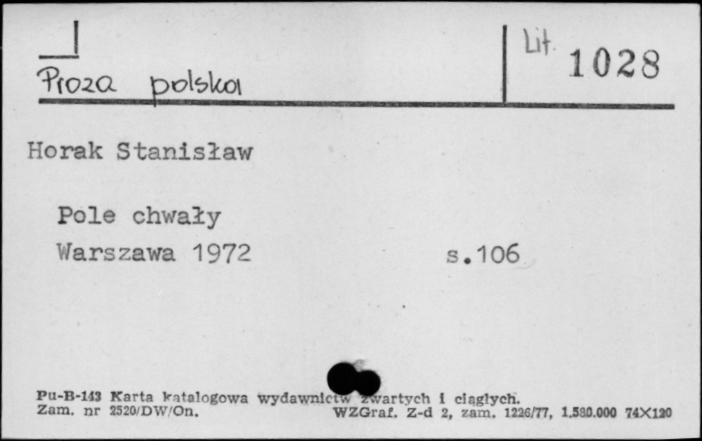 Lit. 1028
Proza polska
Horak Stanisław
Pole chwały
Warszawa 1972 s.106
Pu-B-143 Karta katalogowa wydawnictw zwartych i ciągłych.
Zam. nr 2520/DW/On. WZGraf. Z-d 2, zam. 1226/77, 1.580.000 74X120